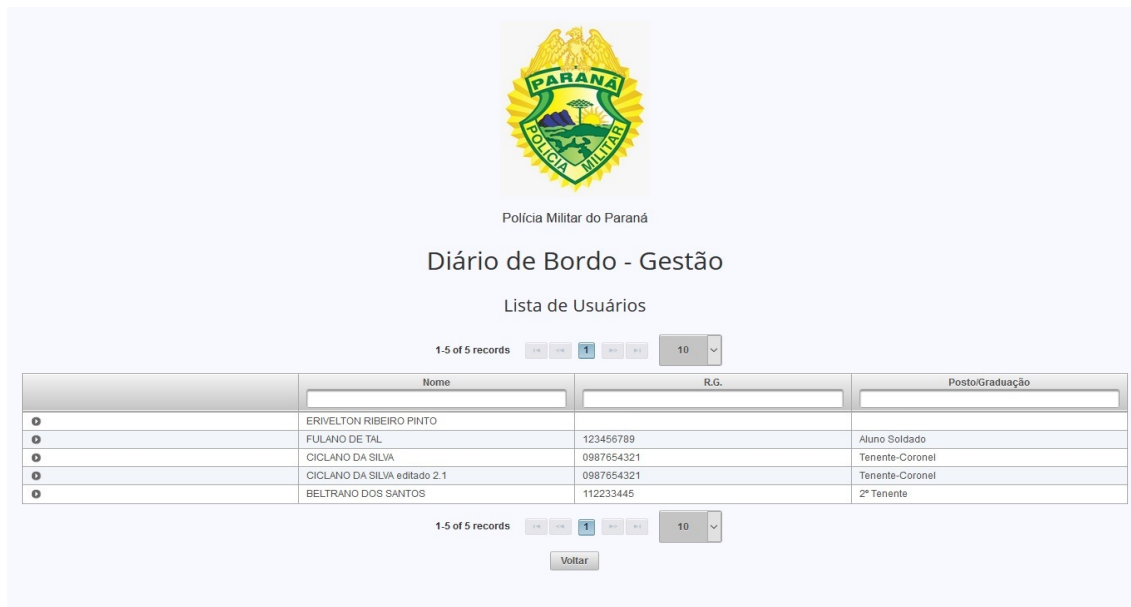 PARANÁ
POLÍCIA MILITAR
Polícia Militar do Paraná
Diário de Bordo - Gestão
Lista de Usuários
1-5 of 5 records 1 10
Nome R.G. Posto/Graduação
ERIVELTON RIBEIRO PINTO
FULANO DE TAL 123456789 Aluno Soldado
CICLANO DA SILVA 0987654321 Tenente-Coronel
CICLANO DA SILVA editado 2.1 0987654321 Tenente-Coronel
BELTRANO DOS SANTOS 112233445 2º Tenente
1-5 of 5 records 1 10
Voltar